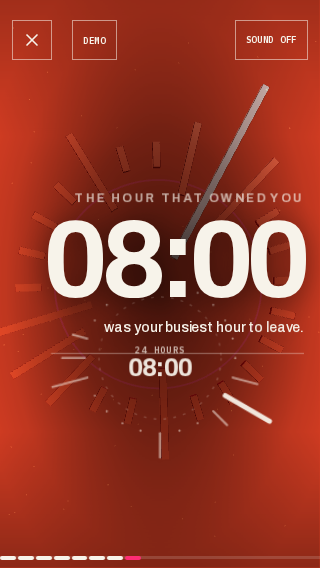 DEMO
SOUND OFF
THE HOUR THAT OWNED YOU
08:00
was your busiest hour to leave.
24 HOURS
08:00